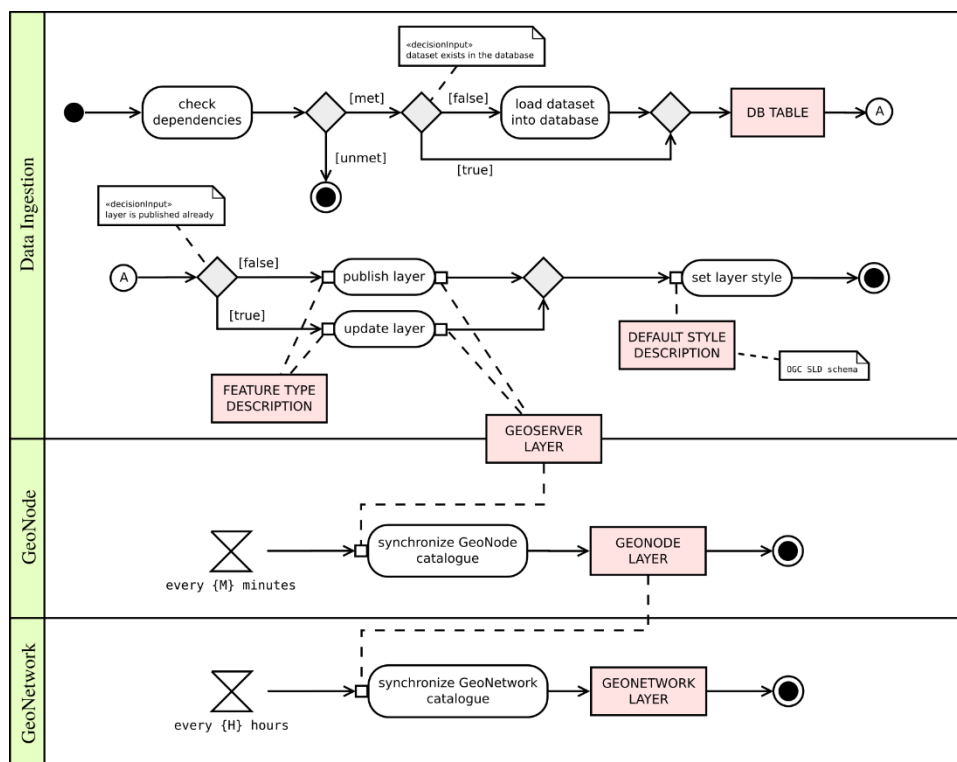 Data Ingestion
«decisionInput»
dataset exists in the database
check
dependencies
[met]
[false]
load dataset
into database
DB TABLE
A
[unmet]
[true]
«decisionInput»
layer is published already
A
[false]
publish layer
set layer style
[true]
update layer
FEATURE TYPE
DESCRIPTION
DEFAULT STYLE
DESCRIPTION
OGC SLD schema
GEOSERVER
LAYER
GeoNode
synchronize GeoNode
catalogue
GEONODE
LAYER
every {M} minutes
GeoNetwork
synchronize GeoNetwork
catalogue
GEONETWORK
LAYER
every {H} hours